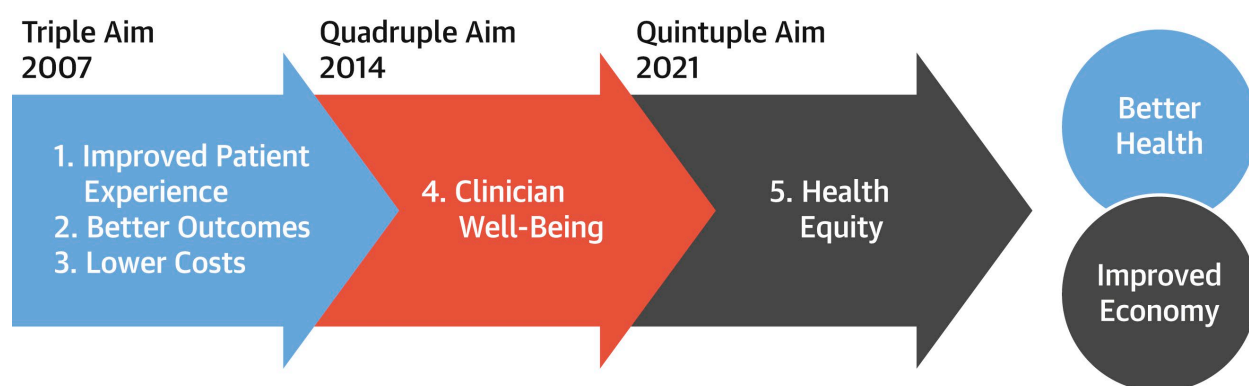 Triple Aim
2007
1. Improved Patient
Experience
2. Better Outcomes
3. Lower Costs
Quadruple Aim
2014
4. Clinician
Well-Being
Quintuple Aim
2021
5. Health
Equity
Better
Health
Improved
Economy